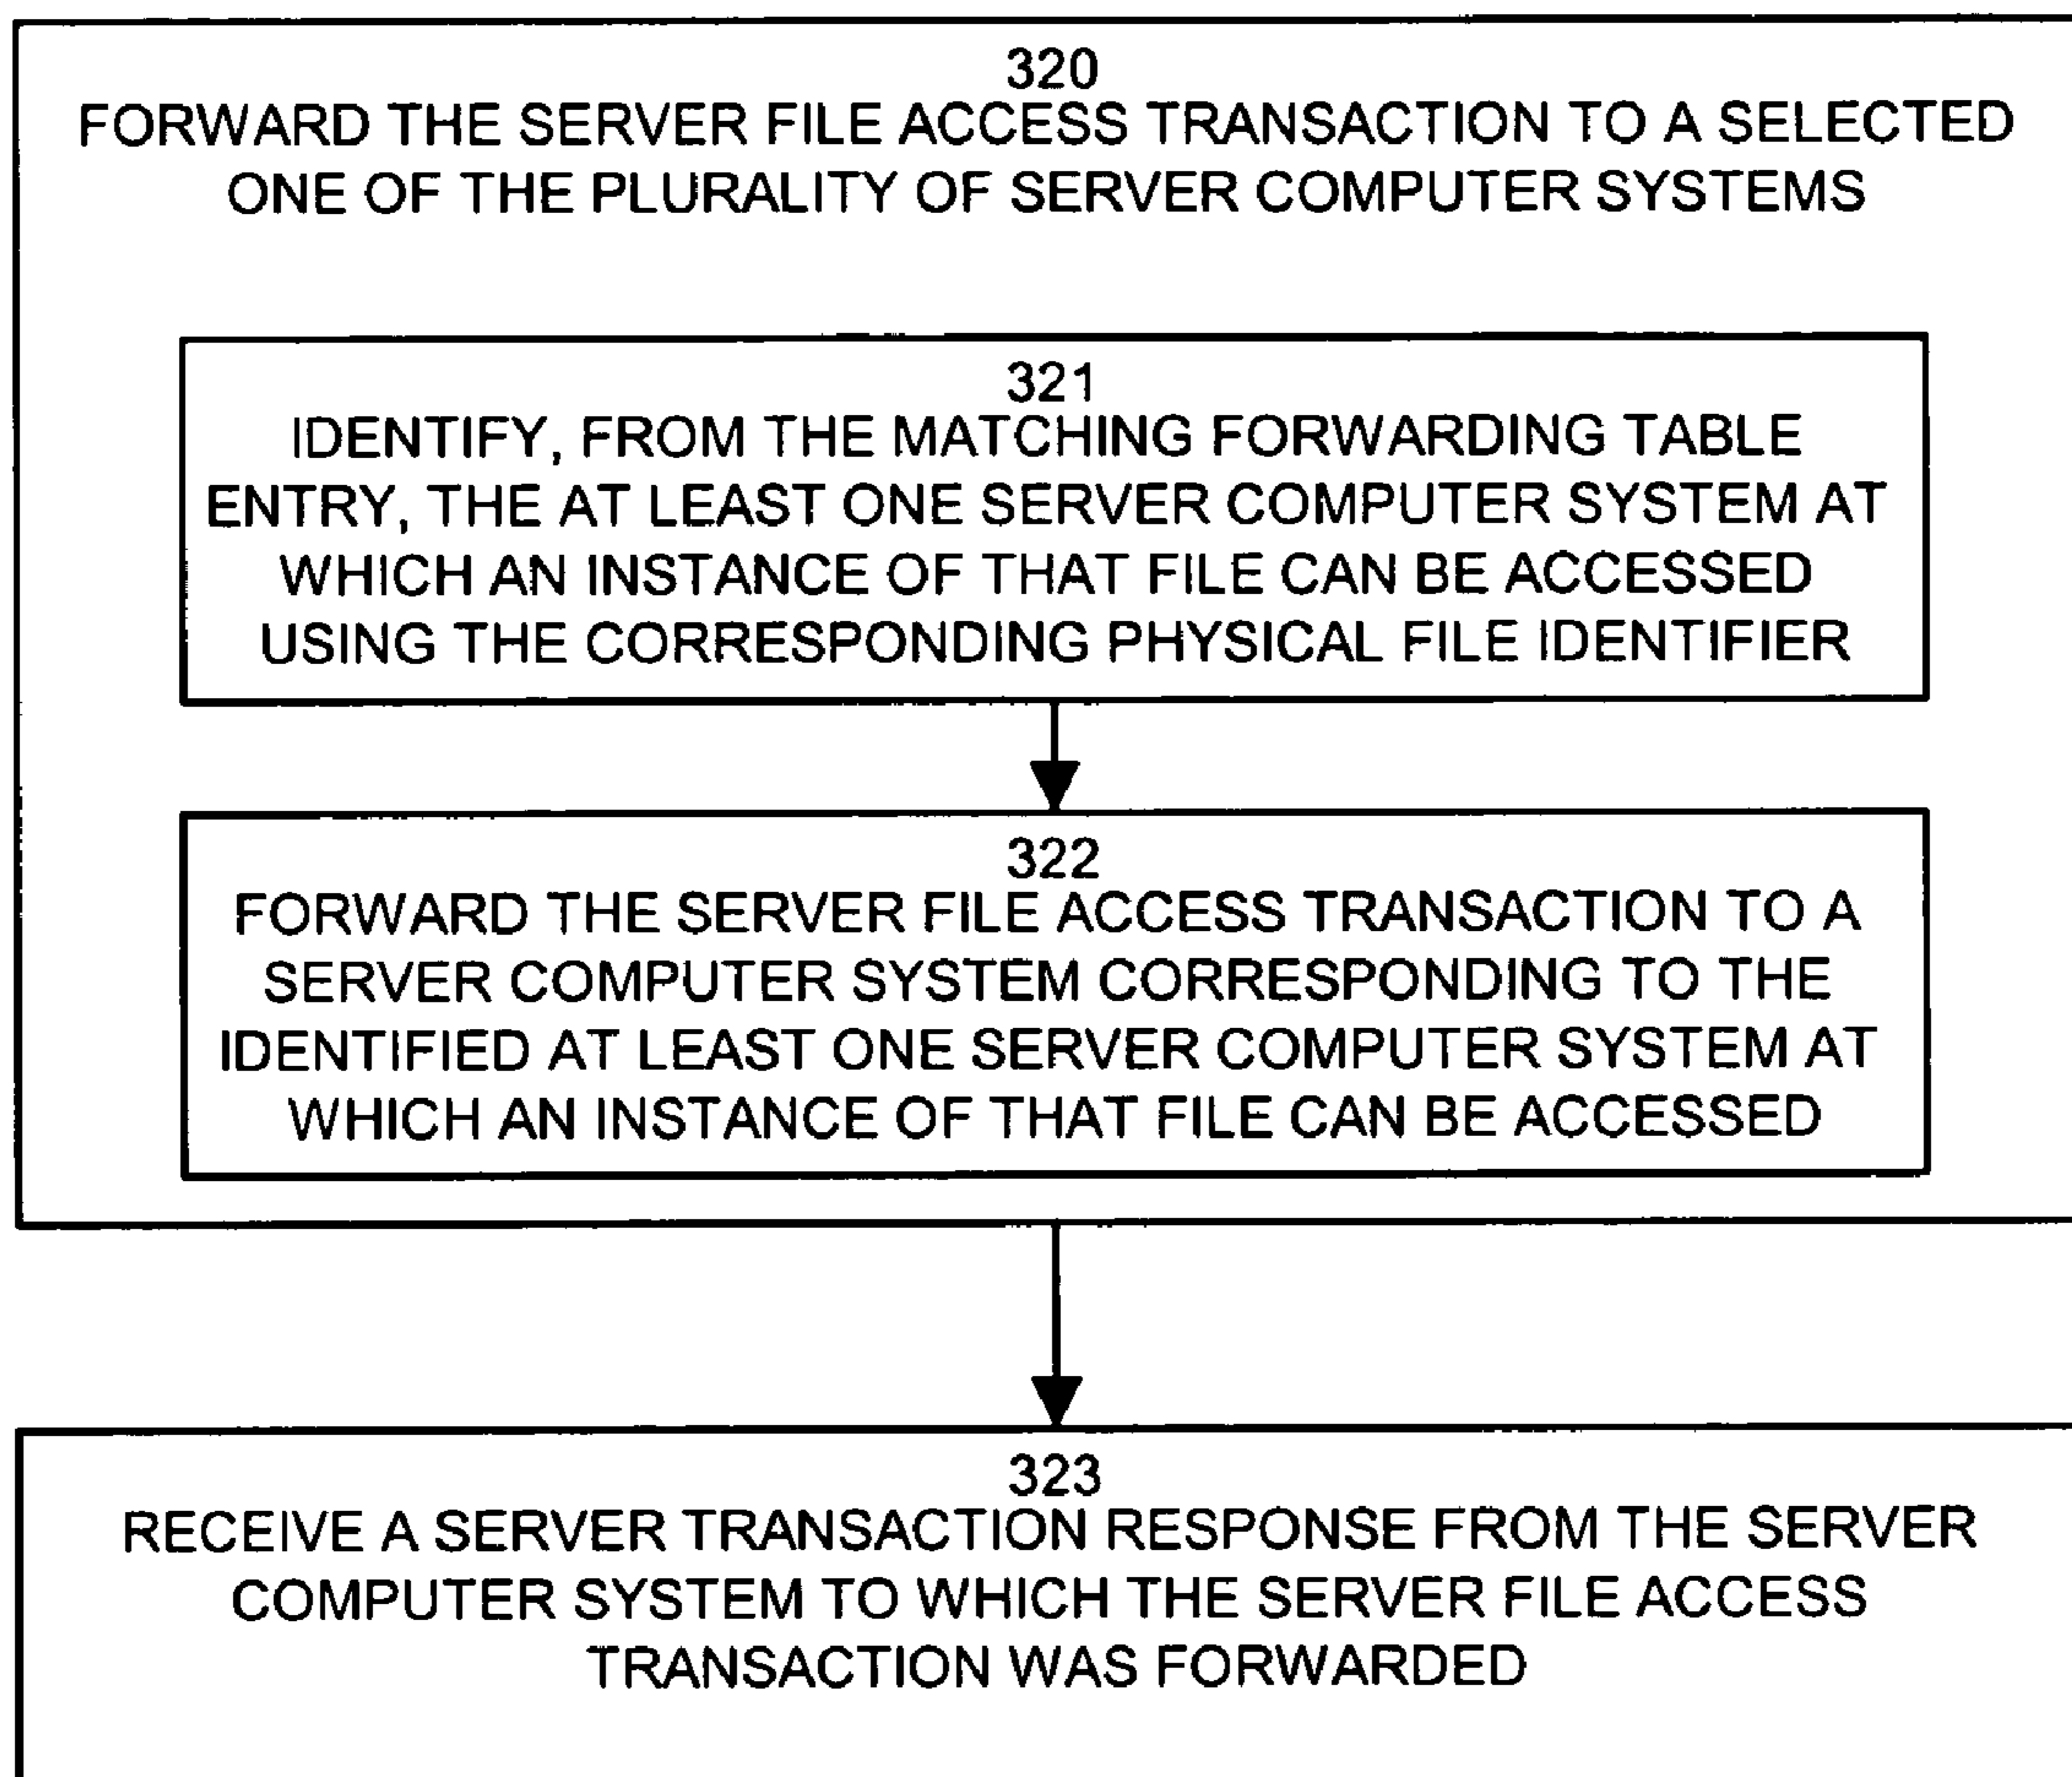 320
FORWARD THE SERVER FILE ACCESS TRANSACTION TO A SELECTED
ONE OF THE PLURALITY OF SERVER COMPUTER SYSTEMS
321
IDENTIFY, FROM THE MATCHING FORWARDING TABLE
ENTRY, THE AT LEAST ONE SERVER COMPUTER SYSTEM AT
WHICH AN INSTANCE OF THAT FILE CAN BE ACCESSED
USING THE CORRESPONDING PHYSICAL FILE IDENTIFIER
322
FORWARD THE SERVER FILE ACCESS TRANSACTION TO A
SERVER COMPUTER SYSTEM CORRESPONDING TO THE
IDENTIFIED AT LEAST ONE SERVER COMPUTER SYSTEM AT
WHICH AN INSTANCE OF THAT FILE CAN BE ACCESSED
323
RECEIVE A SERVER TRANSACTION RESPONSE FROM THE SERVER
COMPUTER SYSTEM TO WHICH THE SERVER FILE ACCESS
TRANSACTION WAS FORWARDED